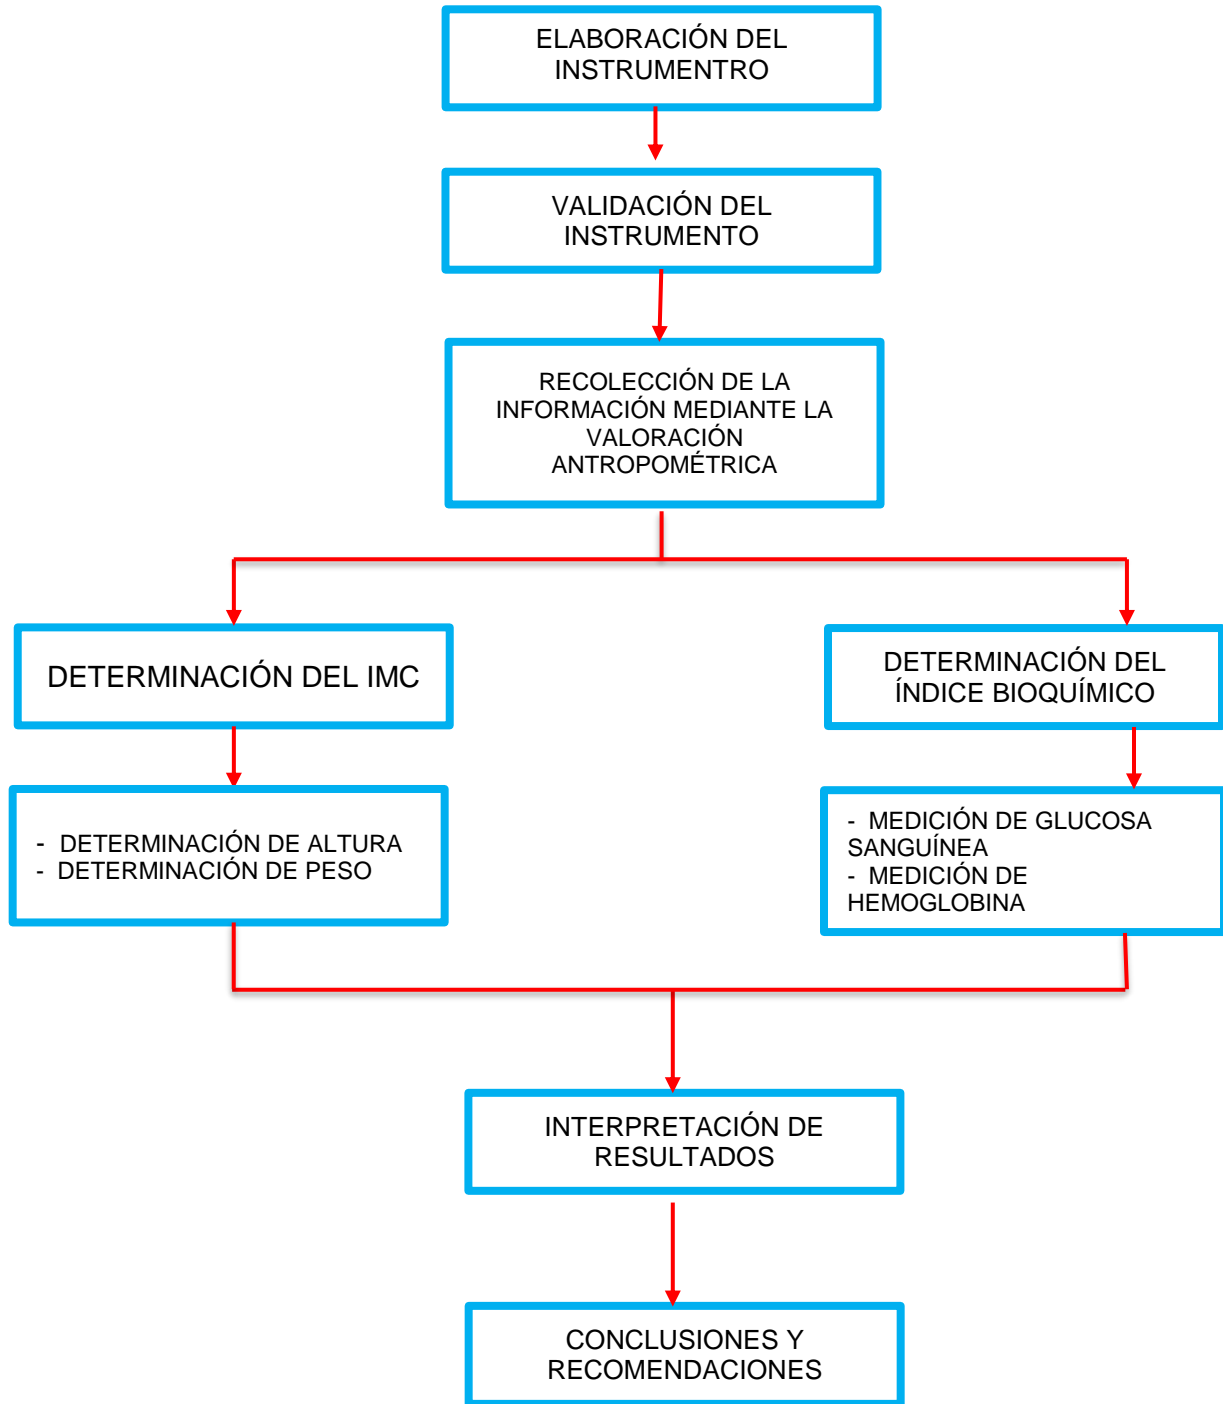 ELABORACIÓN DEL
INSTRUMENTRO
VALIDACIÓN DEL
INSTRUMENTO
RECOLECCIÓN DE LA
INFORMACIÓN MEDIANTE LA
VALORACIÓN
ANTROPOMÉTRICA
DETERMINACIÓN DEL IMC
DETERMINACIÓN DEL
ÍNDICE BIOQUÍMICO
- DETERMINACIÓN DE ALTURA
- DETERMINACIÓN DE PESO
- MEDICIÓN DE GLUCOSA
SANGUÍNEA
- MEDICIÓN DE
HEMOGLOBINA
INTERPRETACIÓN DE
RESULTADOS
CONCLUSIONES Y
RECOMENDACIONES